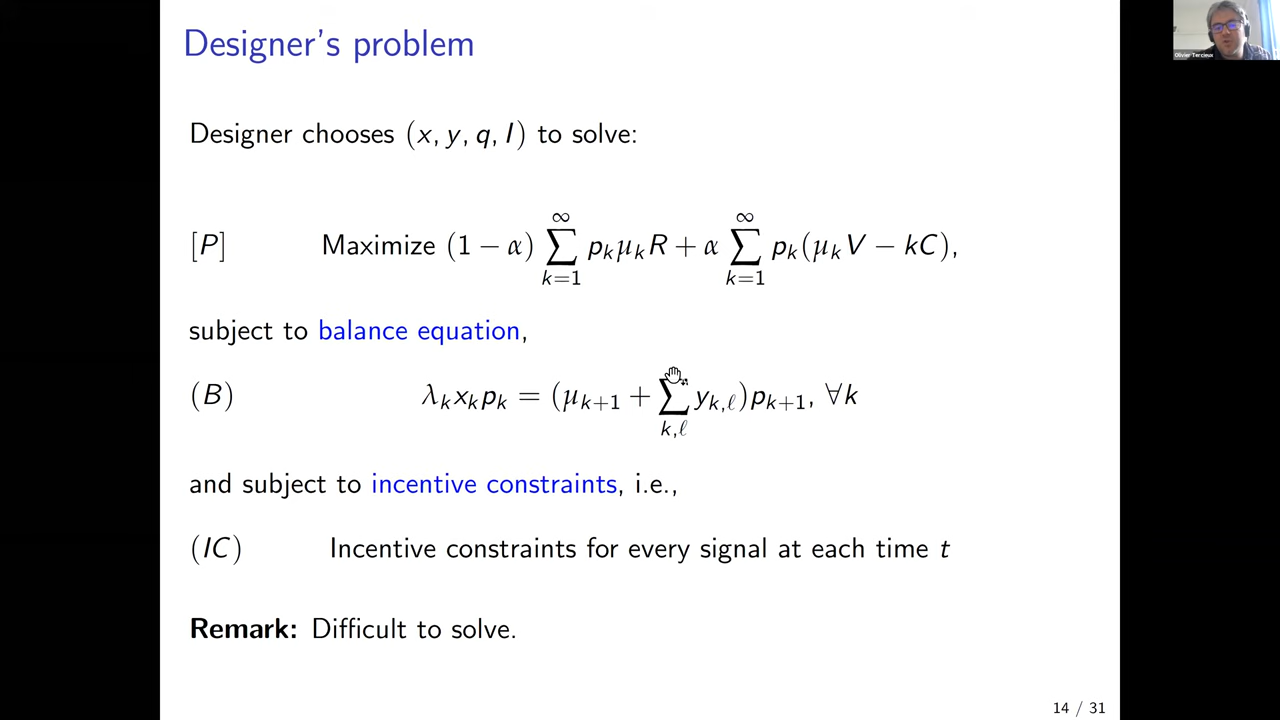 Designer's problem
Olivier Tercieux
Designer chooses (x, y, q, I) to solve:
[P] Maximize (1 − α) ∑_{k=1}^{∞} p_k μ_k R + α ∑_{k=1}^{∞} p_k(μ_k V − kC),
subject to balance equation,
(B) λ_k x_k p_k = (μ_{k+1} + ∑_{k,ℓ} y_{k,ℓ})p_{k+1}, ∀k
and subject to incentive constraints, i.e.,
(IC) Incentive constraints for every signal at each time t
Remark: Difficult to solve.
14 / 31